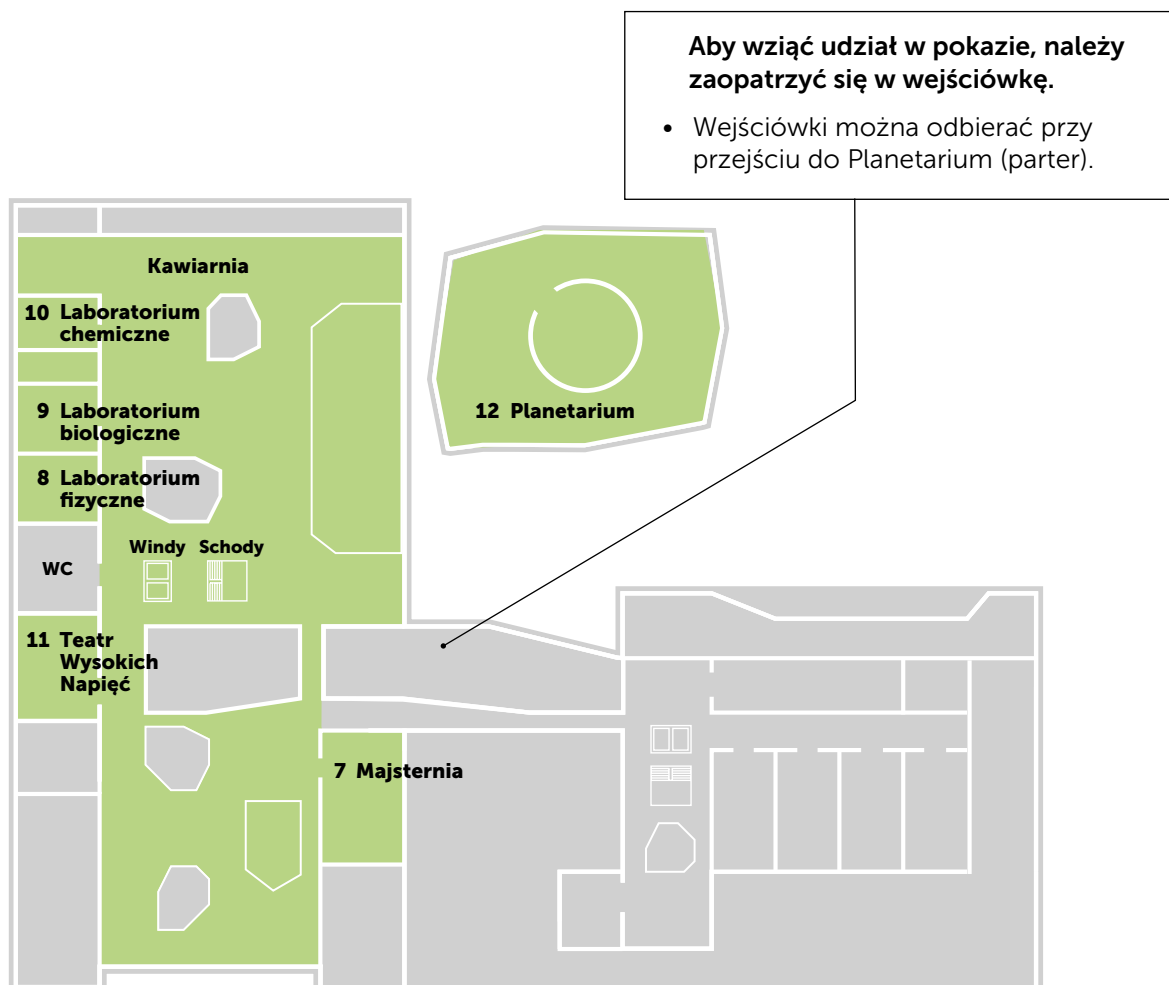 Aby wziąć udział w pokazie, należy
zaopatrzyć się w wejściówkę.
• Wejściówki można odbierać przy
przejściu do Planetarium (parter).
Kawiarnia
10 Laboratorium
chemiczne
12 Planetarium
9 Laboratorium
biologiczne
8 Laboratorium
fizyczne
Windy Schody
WC
11 Teatr
Wysokich
Napięć
7 Majsternia